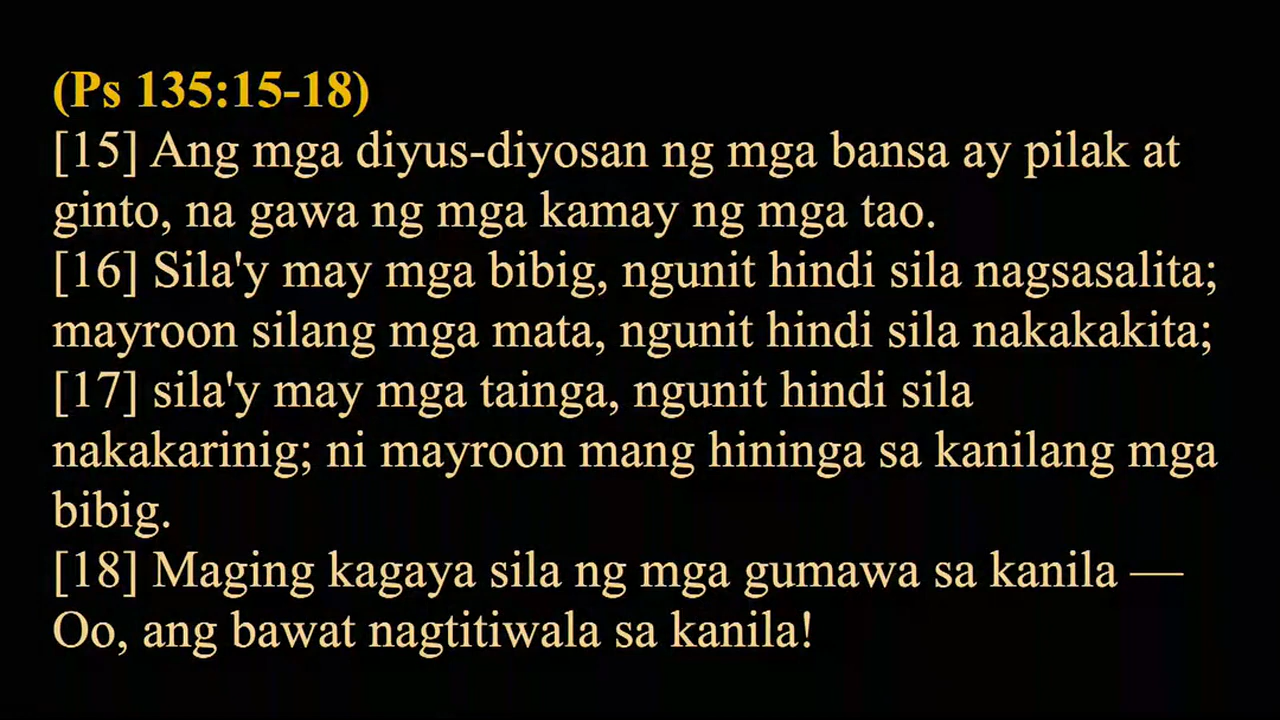 (Ps 135:15-18)
[15] Ang mga diyus-diyosan ng mga bansa ay pilak at
ginto, na gawa ng mga kamay ng mga tao.
[16] Sila'y may mga bibig, ngunit hindi sila nagsasalita;
mayroon silang mga mata, ngunit hindi sila nakakakita;
[17] sila'y may mga tainga, ngunit hindi sila
nakakarinig; ni mayroon mang hininga sa kanilang mga
bibig.
[18] Maging kagaya sila ng mga gumawa sa kanila —
Oo, ang bawat nagtitiwala sa kanila!